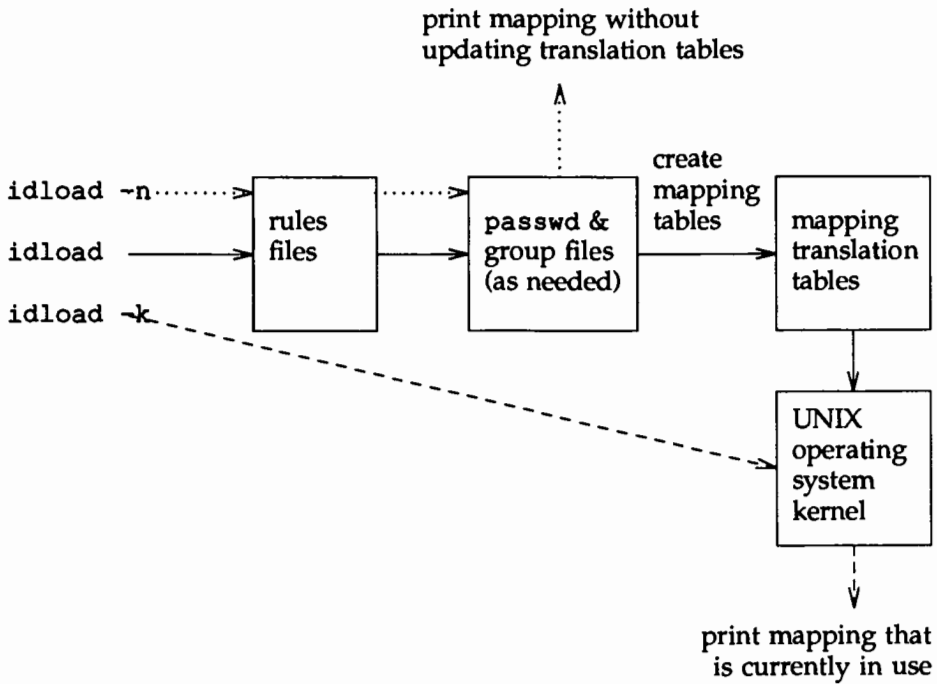 print mapping without
updating translation tables
create
mapping
tables
idload -n
idload
idload -k
rules
files
passwd &
group files
(as needed)
mapping
translation
tables
UNIX
operating
system
kernel
print mapping that
is currently in use